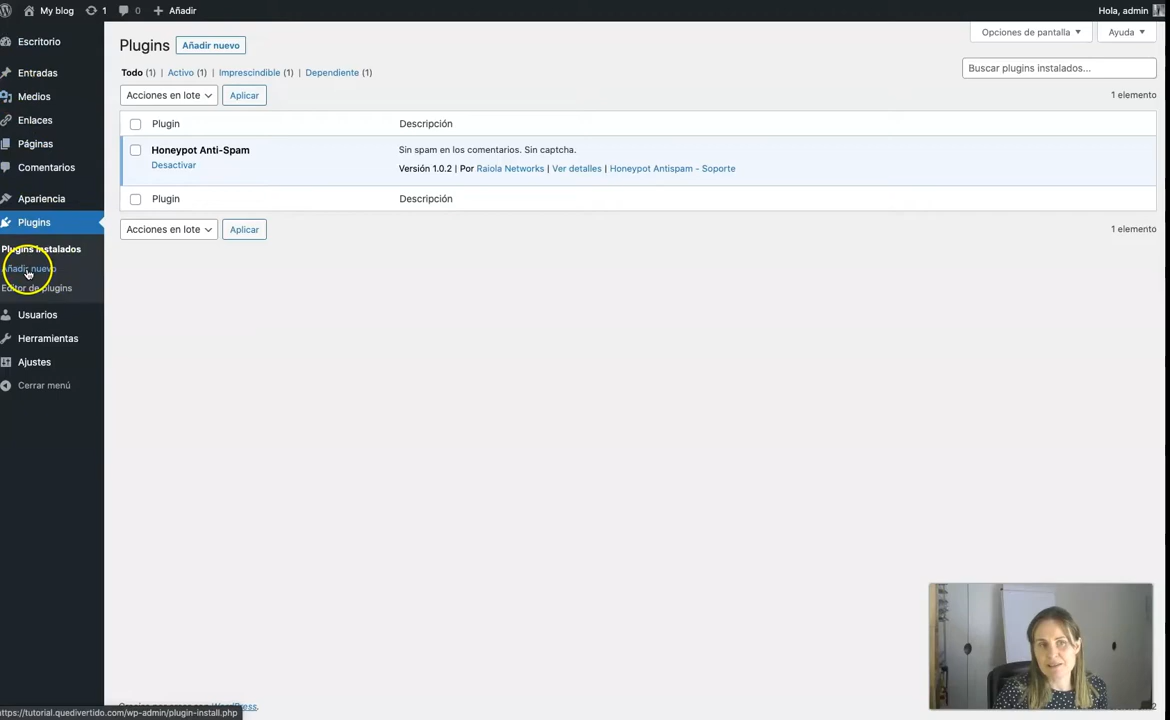 My blog 1 0 Añadir Hola, admin
Escritorio
Entradas
Medios
Enlaces
Páginas
Comentarios
Apariencia
Plugins
Plugins instalados
Añadir nuevo
Editor de plugins
Usuarios
Herramientas
Ajustes
Cerrar menú
Opciones de pantalla Ayuda
Plugins Añadir nuevo
Todo (1) | Activo (1) | Imprescindible (1) | Dependiente (1)
Buscar plugins instalados...
Acciones en lote Aplicar 1 elemento
Plugin Descripción
Honeypot Anti-Spam Sin spam en los comentarios. Sin captcha.
Desactivar Versión 1.0.2 | Por Raiola Networks | Ver detalles | Honeypot Antispam - Soporte
Plugin Descripción
Acciones en lote Aplicar 1 elemento
WordPress.
https://tutorial.quedivertido.com/wp-admin/plugin-install.php